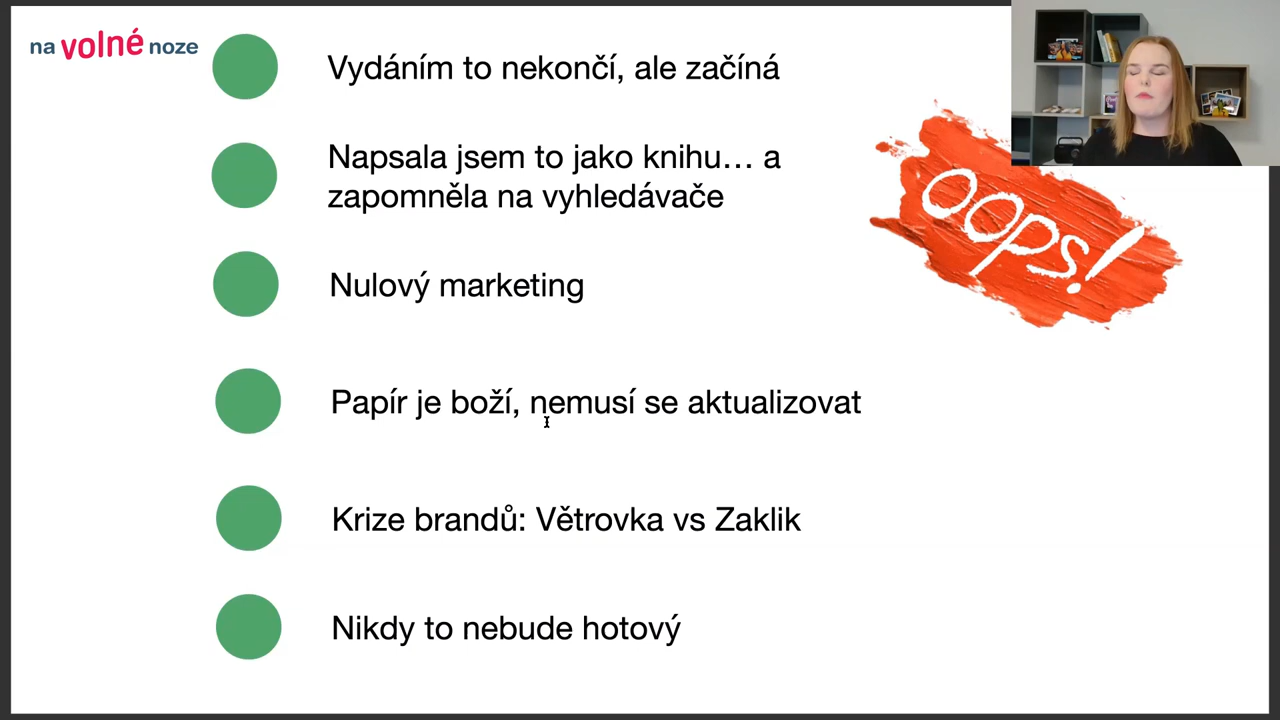 na volné noze
Vydáním to nekončí, ale začíná
Napsala jsem to jako knihu… a
zapomněla na vyhledávače
oops!
Nulový marketing
Papír je boží, nemusí se aktualizovat
Krize brandů: Větrovka vs Zaklik
Nikdy to nebude hotový